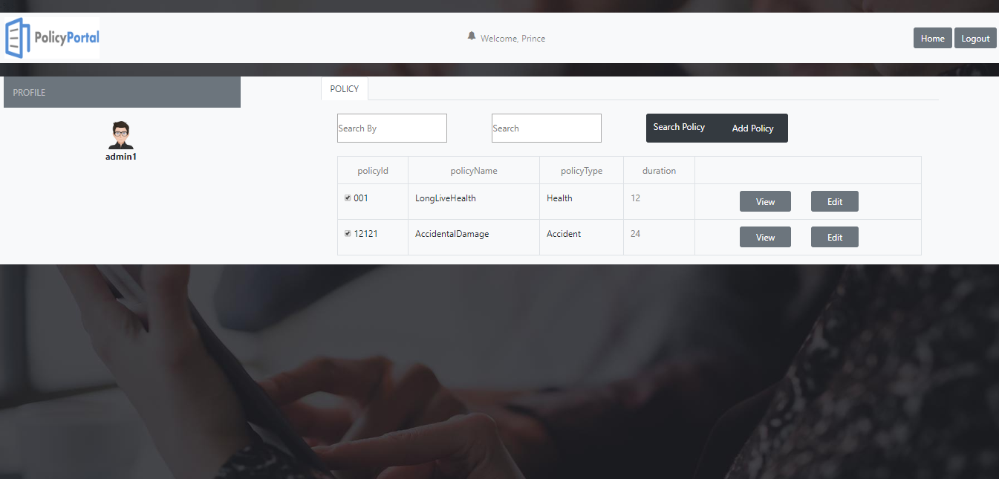 PolicyPortal
Welcome, Prince
Home
Logout
PROFILE
admin1
POLICY
Search By
Search
Search Policy
Add Policy
policyId policyName policyType duration
001 LongLiveHealth Health 12 View Edit
12121 AccidentalDamage Accident 24 View Edit